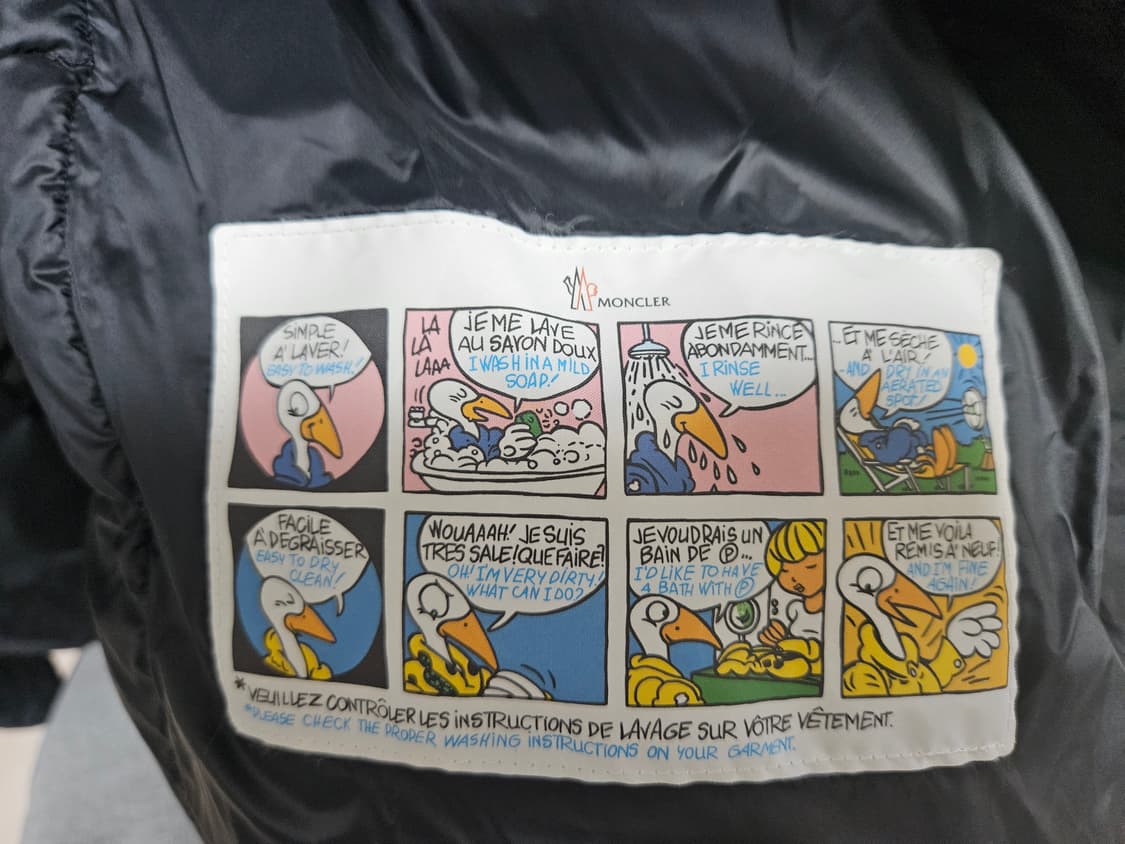 MONCLER
SIMPLE
A' LAVER!
EASY TO WASH!
LA
LA
LAAA
JE ME LAVE
AU SAVON DOUX
I WASH IN A MILD
SOAP!
JE ME RINCE
ABONDAMMENT...
I RINSE
WELL...
...ET ME SÈCHE
A' L'AIR!
...AND DRY IN AN
AERATED
SPOT!
FACILE
A' DEGRAISSER
EASY TO DRY
CLEAN!
WOUAAAH! JE SUIS
TRES SALE! QUE FAIRE?
OH! I'M VERY DIRTY!
WHAT CAN I DO?
JE VOUDRAIS UN
BAIN DE Ⓟ...
I'D LIKE TO HAVE
A BATH WITH Ⓟ
ET ME VOILA
REMIS A' NEUF!
AND I'M FINE
AGAIN!
* VEUILLEZ CONTRÔLER LES INSTRUCTIONS DE LAVAGE SUR VÔTRE VÊTEMENT.
*PLEASE CHECK THE PROPER WASHING INSTRUCTIONS ON YOUR GARMENT.